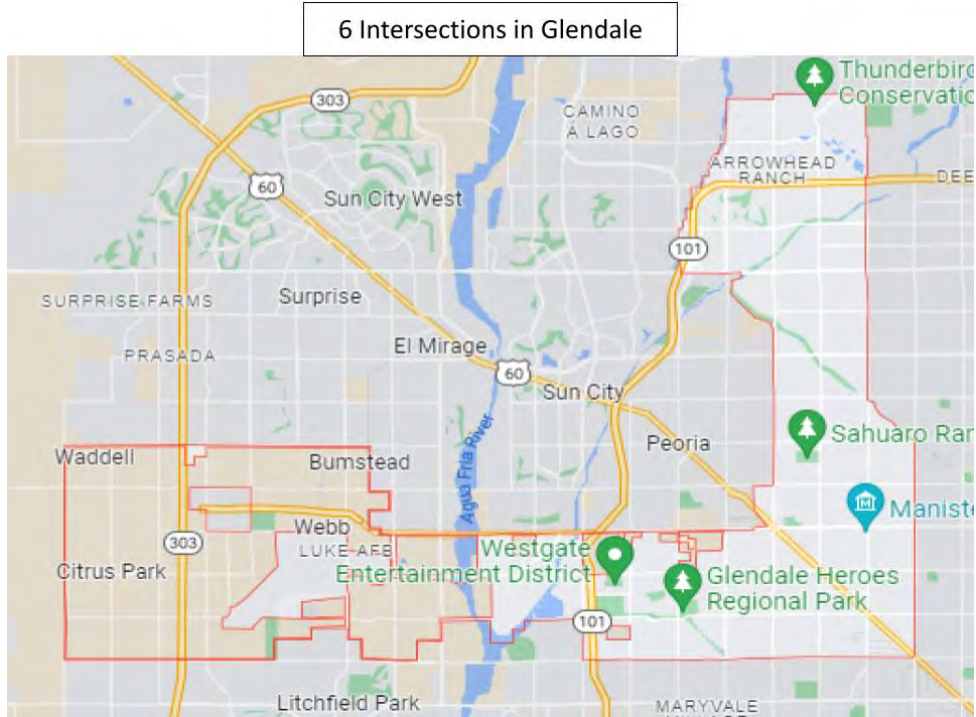 6 Intersections in Glendale
Thunderbird
Conservatio
303
CAMINO
A LAGO
ARROWHEAD
RANCH
DEE
60
Sun City West
101
SURPRISE FARMS
Surprise
PRASADA
El Mirage
60
Sun City
Agua Fria River
Peoria
Sahuaro Ran
Waddell
Bumstead
Maniste
Webb
303
LUKE AFB
Westgate
Entertainment District
Citrus Park
Glendale Heroes
Regional Park
101
Litchfield Park
MARYVALE